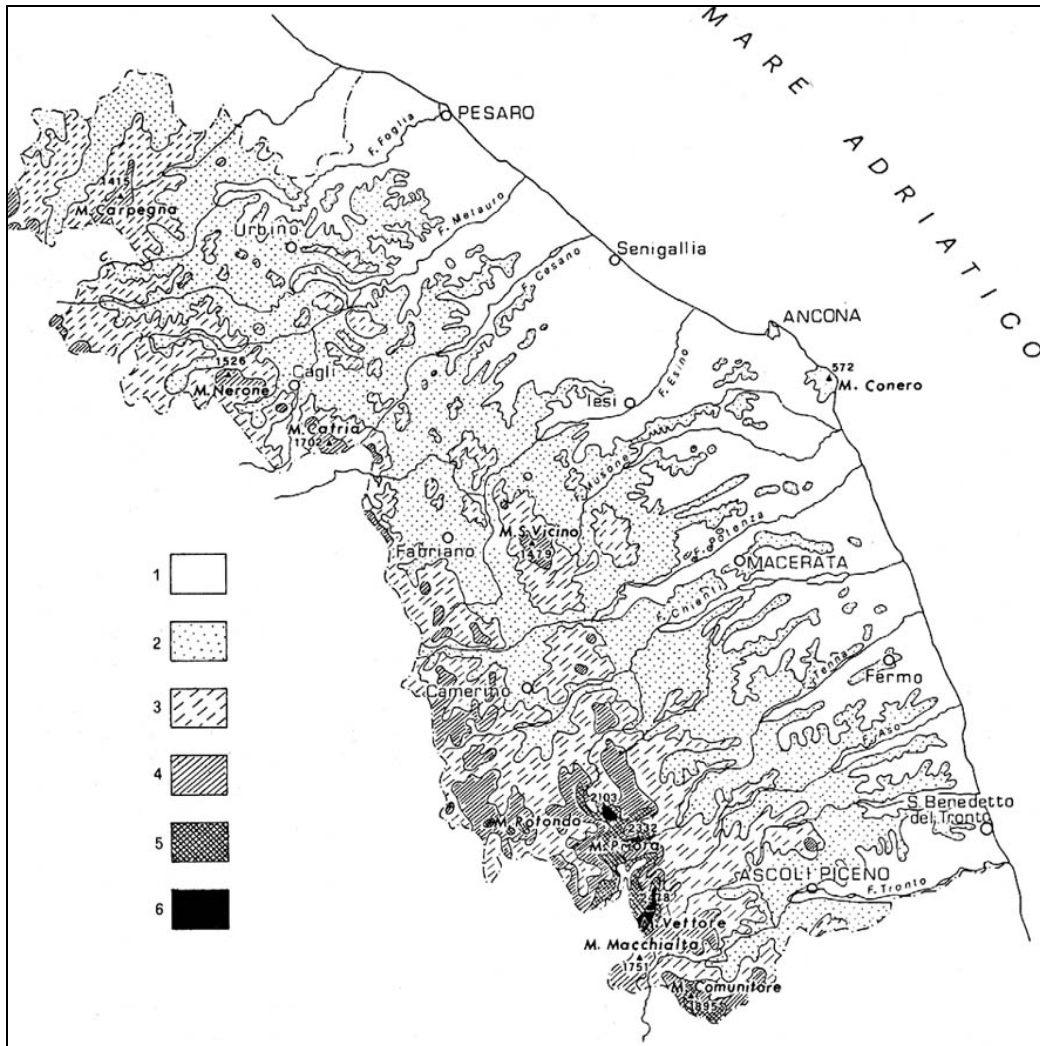 MARE ADRIATICO
PESARO
F. Foglia
1415
M. Carpegna
Urbino
F. Metauro
Senigallia
F. Cesano
ANCONA
572
M. Conero
1526
M. Nerone
Cagli
Iesi
F. Esino
M. Catria
1702
F. Musone
M. S. Vicino
1479
Fabriano
F. Potenza
MACERATA
Chienti
1
2
3
4
5
6
Camerino
Tenna
Fermo
F. Aso
2103
M. Rotondo
2332
M. Priora
S. Benedetto
del Tronto
ASCOLI PICENO
F. Tronto
M. Vettore
M. Macchialta
1751
M. Comunitore